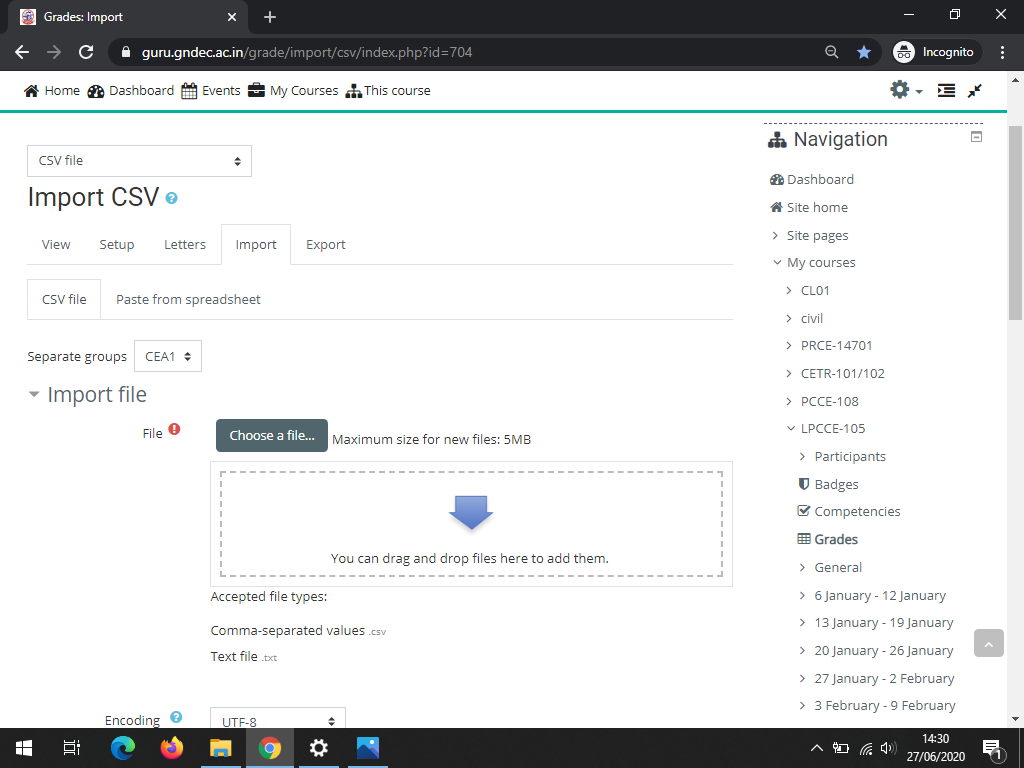 Grades: Import
guru.gndec.ac.in/grade/import/csv/index.php?id=704
Incognito
Home Dashboard Events My Courses This course
CSV file
Import CSV
View Setup Letters Import Export
CSV file Paste from spreadsheet
Separate groups CEA1
Import file
File Choose a file... Maximum size for new files: 5MB
You can drag and drop files here to add them.
Accepted file types:
Comma-separated values .csv
Text file .txt
Encoding UTF-8
Navigation
Dashboard
Site home
Site pages
My courses
CL01
civil
PRCE-14701
CETR-101/102
PCCE-108
LPCCE-105
Participants
Badges
Competencies
Grades
General
6 January - 12 January
13 January - 19 January
20 January - 26 January
27 January - 2 February
3 February - 9 February
14:30
27/06/2020
1